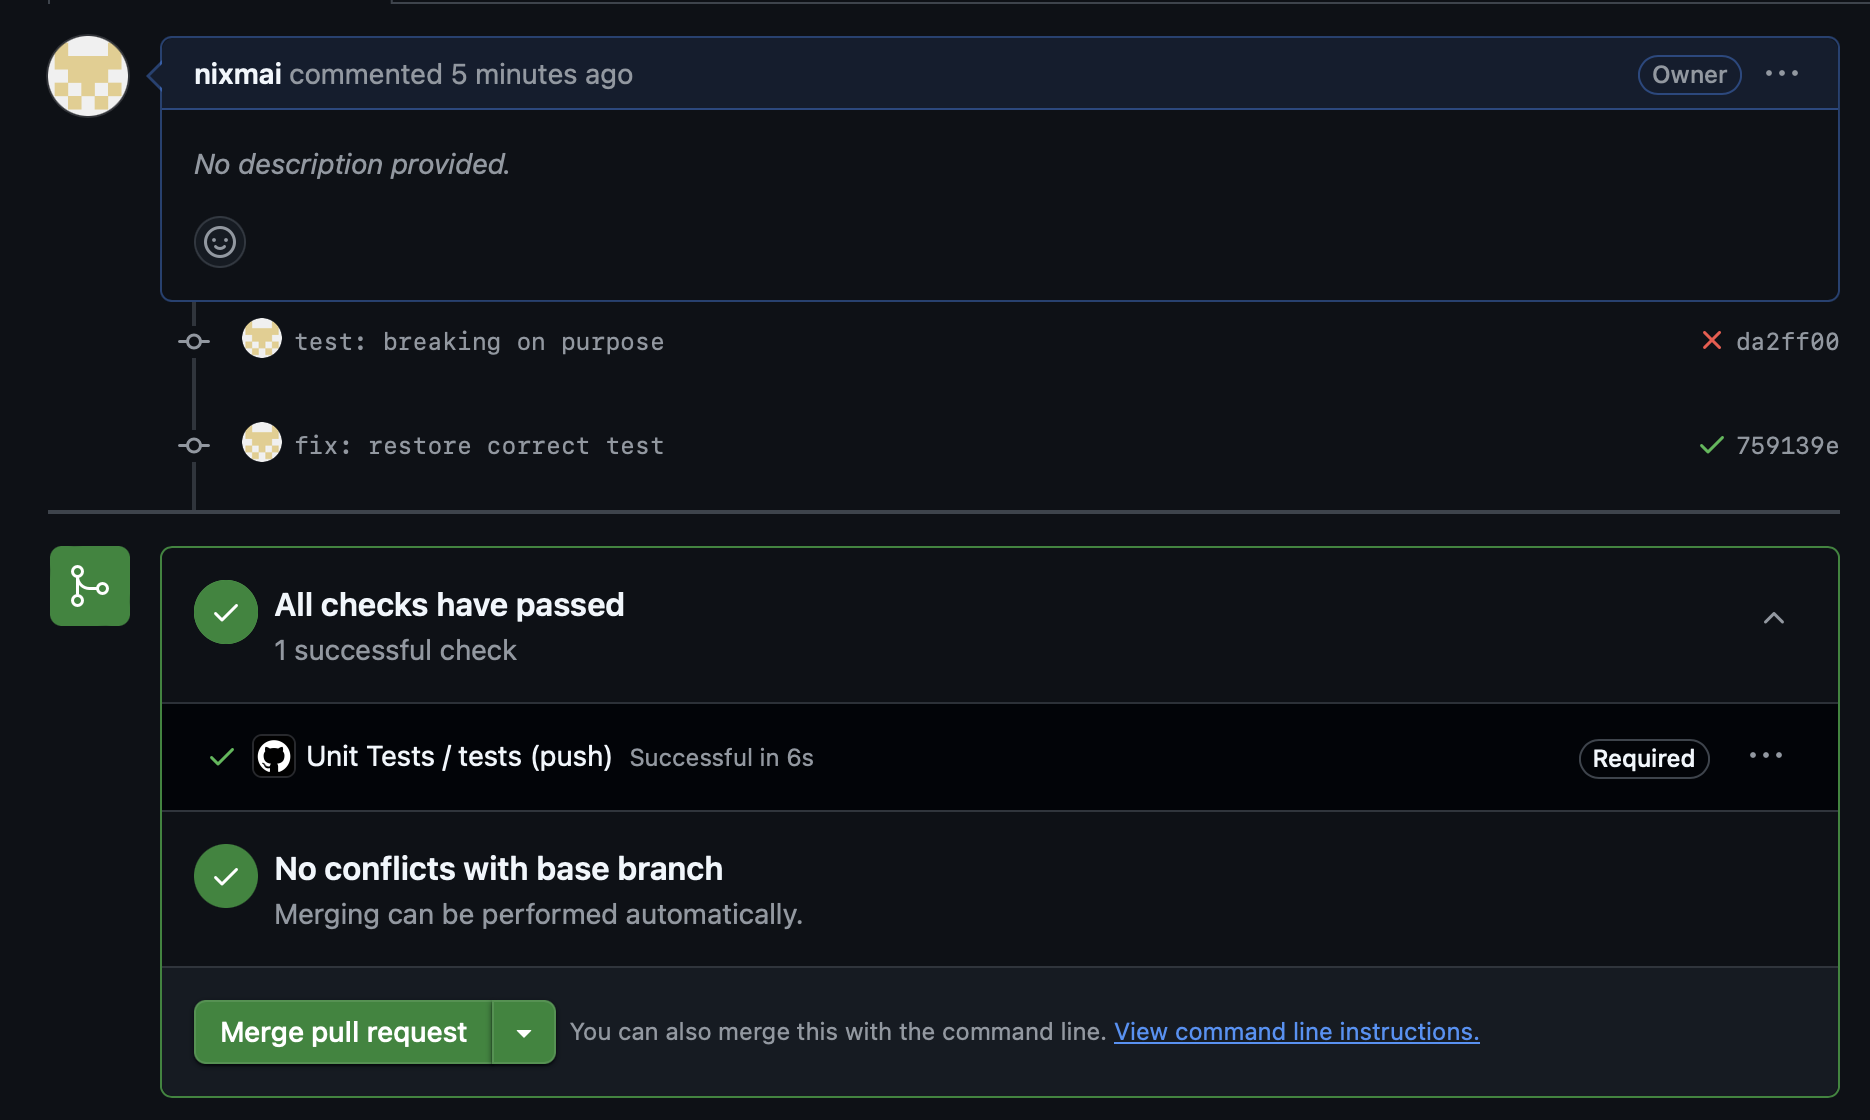 nixmai commented 5 minutes ago Owner
No description provided.
test: breaking on purpose da2ff00
fix: restore correct test 759139e
All checks have passed
1 successful check
Unit Tests / tests (push) Successful in 6s Required
No conflicts with base branch
Merging can be performed automatically.
Merge pull request You can also merge this with the command line. View command line instructions.